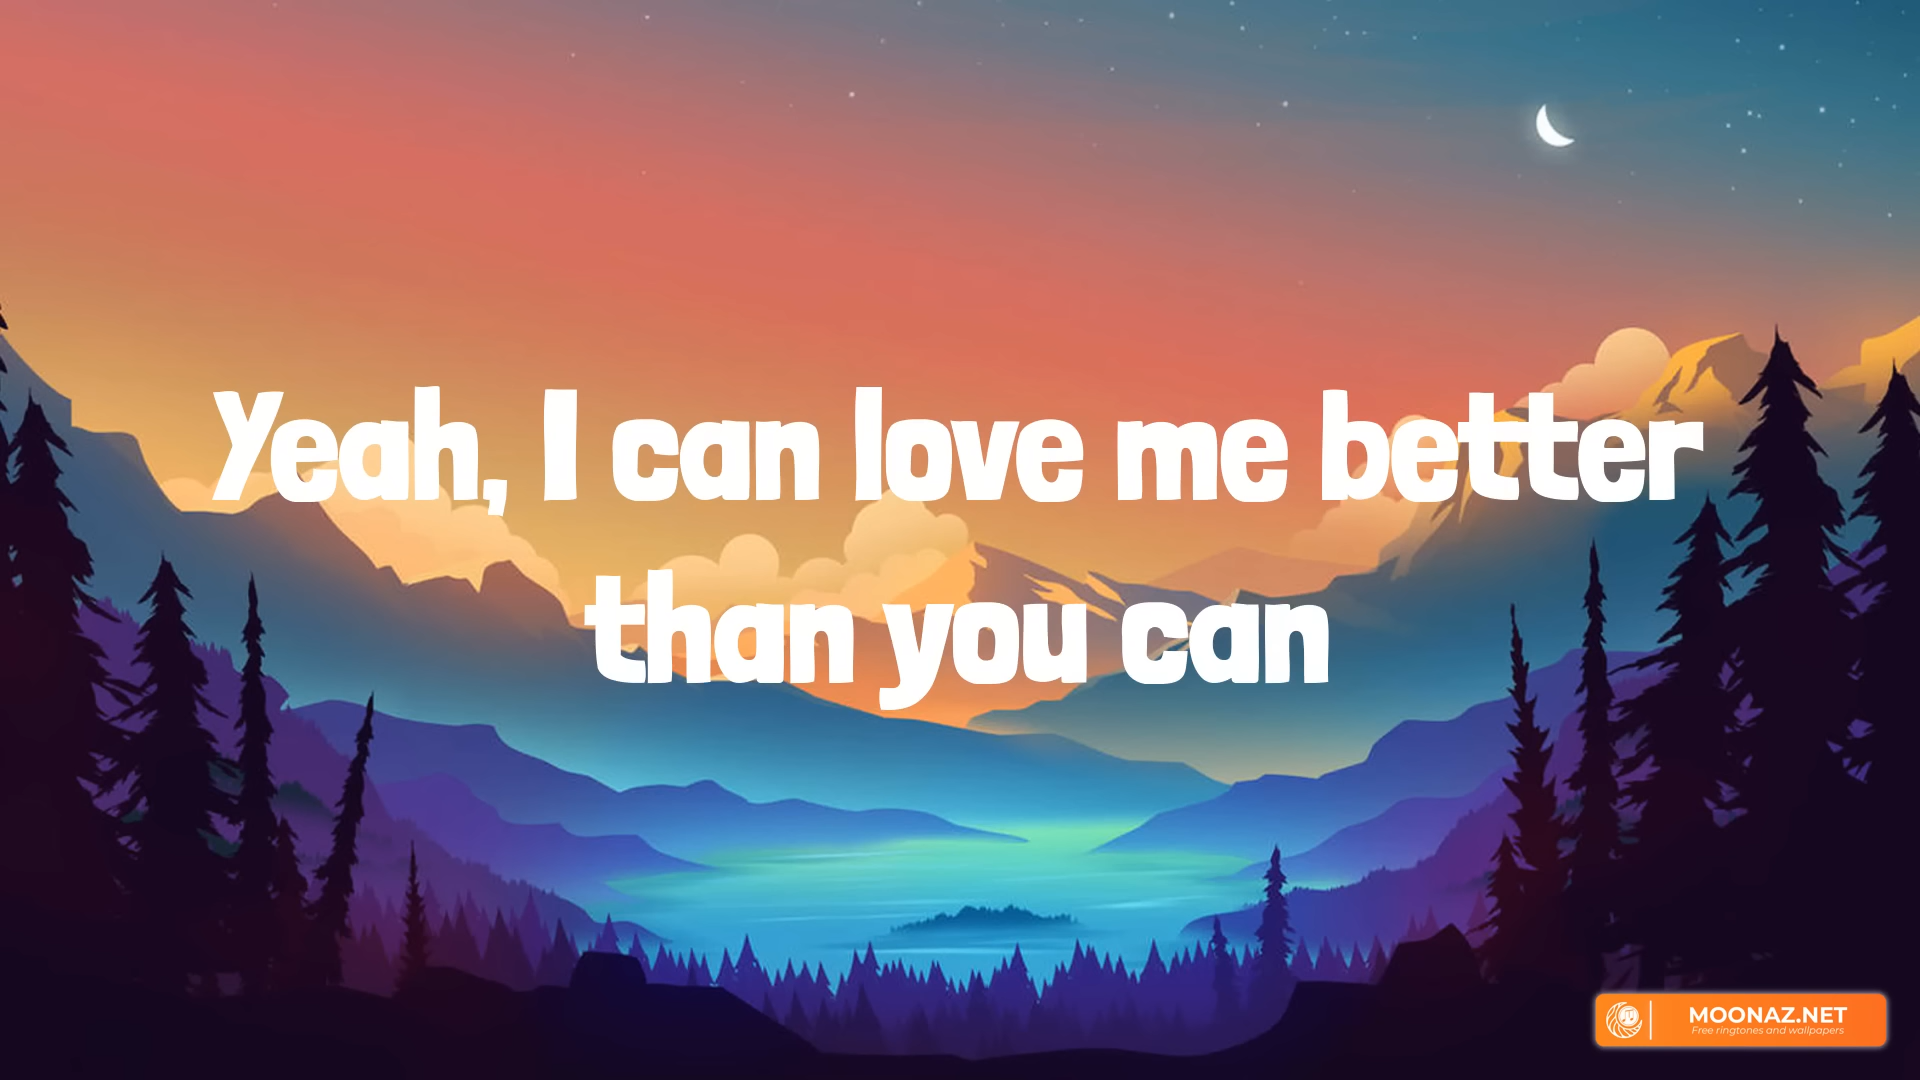 Yeah, I can love me better
than you can
MOONAZ.NET
Free ringtones and wallpapers